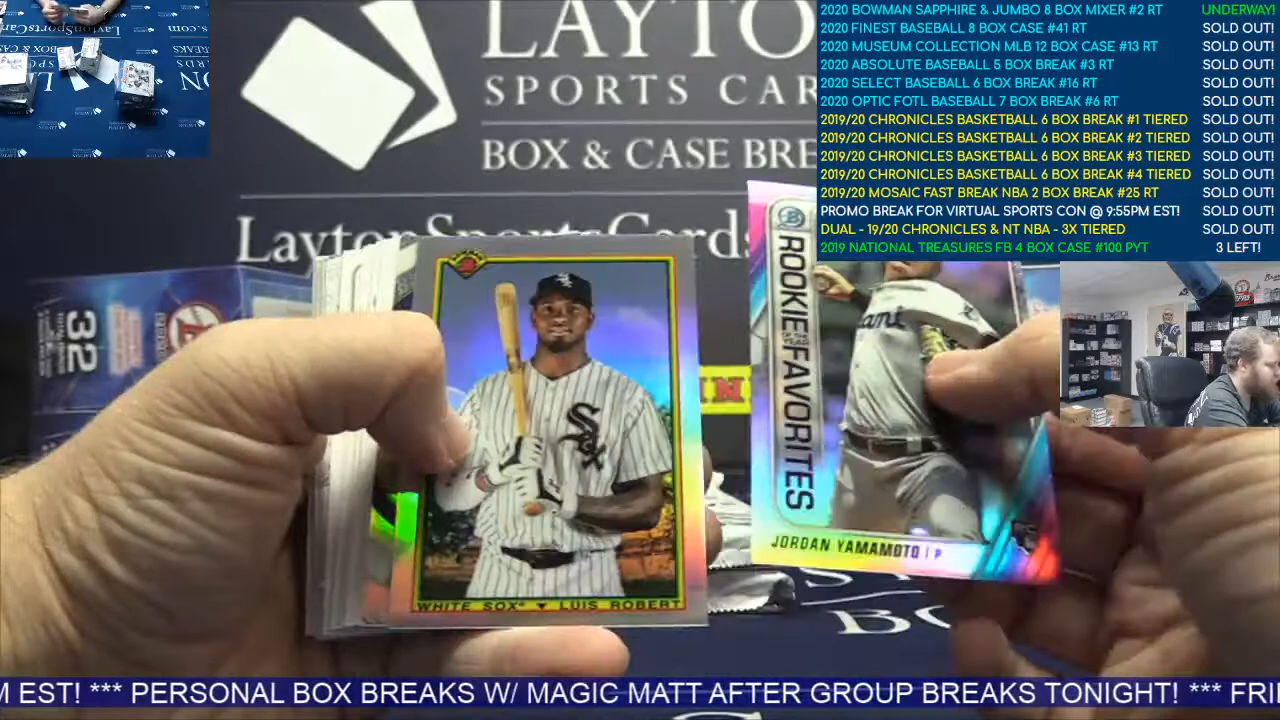 2020 BOWMAN SAPPHIRE & JUMBO 8 BOX MIXER #2 RT UNDERWAY!
2020 FINEST BASEBALL 8 BOX CASE #41 RT SOLD OUT!
2020 MUSEUM COLLECTION MLB 12 BOX CASE #13 RT SOLD OUT!
2020 ABSOLUTE BASEBALL 5 BOX BREAK #3 RT SOLD OUT!
2020 SELECT BASEBALL 6 BOX BREAK #16 RT SOLD OUT!
2020 OPTIC FOTL BASEBALL 7 BOX BREAK #6 RT SOLD OUT!
2019/20 CHRONICLES BASKETBALL 6 BOX BREAK #1 TIERED SOLD OUT!
2019/20 CHRONICLES BASKETBALL 6 BOX BREAK #2 TIERED SOLD OUT!
2019/20 CHRONICLES BASKETBALL 6 BOX BREAK #3 TIERED SOLD OUT!
2019/20 CHRONICLES BASKETBALL 6 BOX BREAK #4 TIERED SOLD OUT!
2019/20 MOSAIC FAST BREAK NBA 2 BOX BREAK #25 RT SOLD OUT!
PROMO BREAK FOR VIRTUAL SPORTS CON @ 9:55PM EST! SOLD OUT!
DUAL - 19/20 CHRONICLES & NT NBA - 3X TIERED SOLD OUT!
2019 NATIONAL TREASURES FB 4 BOX CASE #100 PYT 3 LEFT!
LAYTO
SPORTS CAR
BOX & CASE BRE
LaytonSportsCards
32
ROOKIE OF THE YEAR FAVORITES
JORDAN YAMAMOTO | P
Sox
WHITE SOX LUIS ROBERT
M EST! *** PERSONAL BOX BREAKS W/ MAGIC MATT AFTER GROUP BREAKS TONIGHT! *** FRI